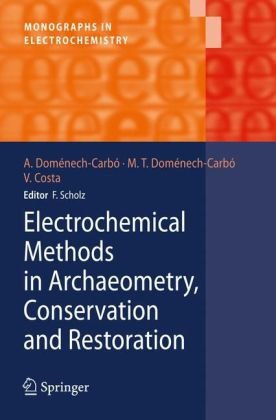 MONOGRAPHS IN
ELECTROCHEMISTRY
A. Doménech-Carbó · M. T. Doménech-Carbó
V. Costa
Editor F. Scholz
Electrochemical
Methods
in Archaeometry,
Conservation
and Restoration
Springer